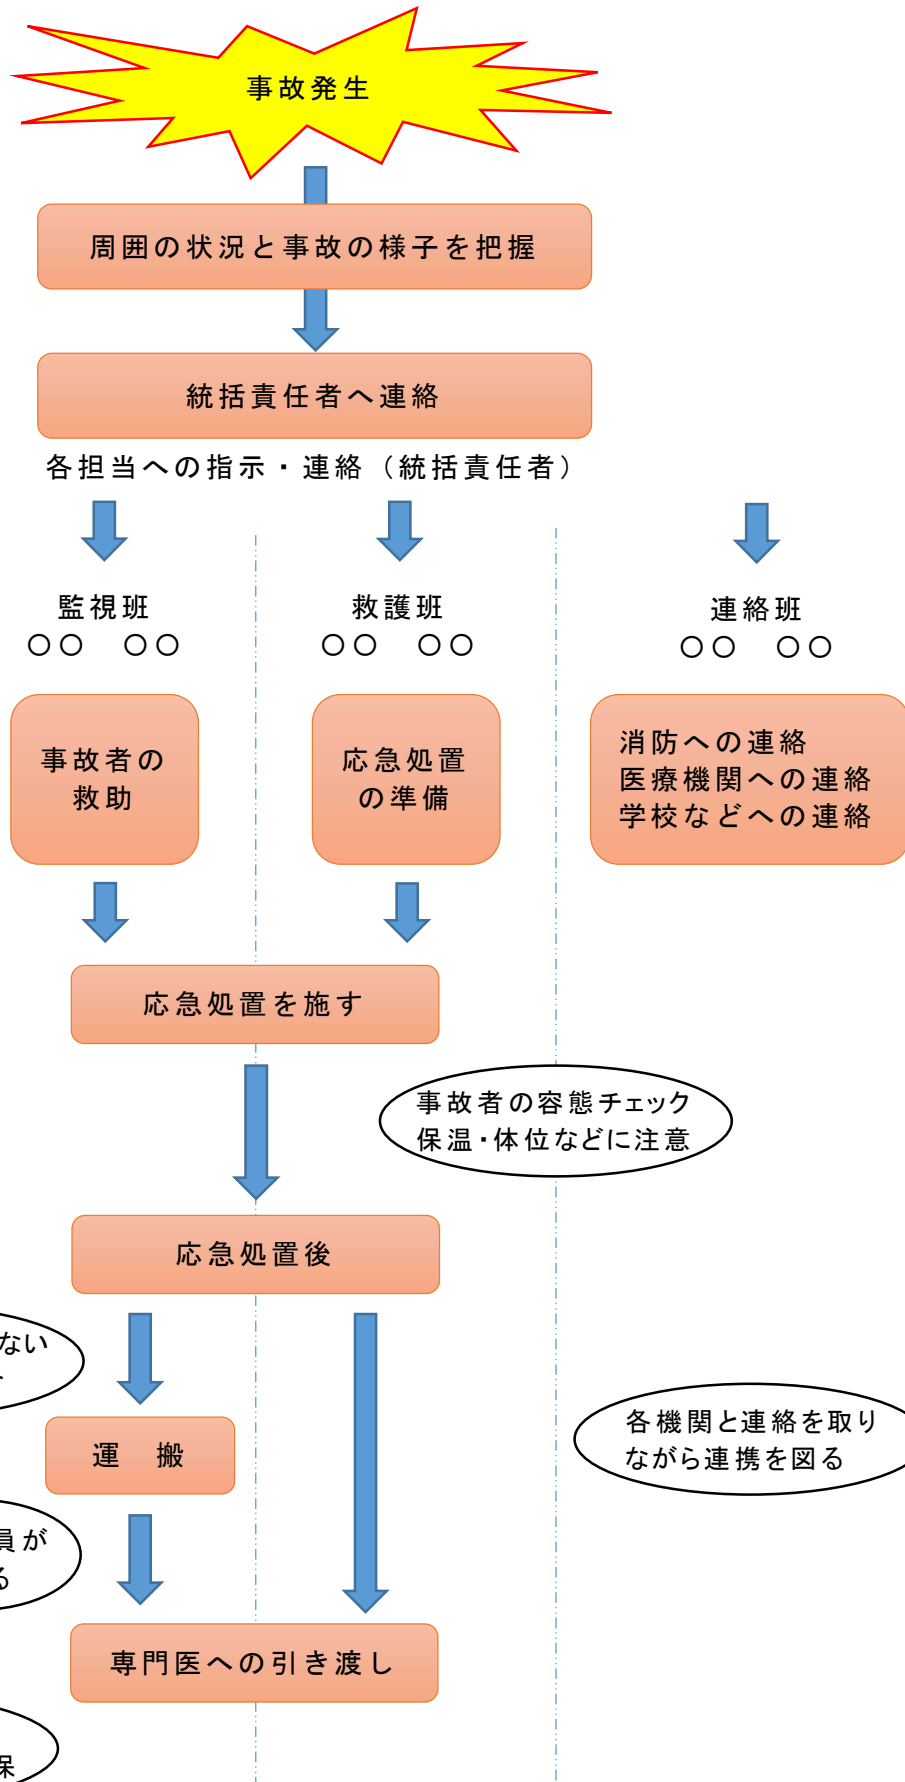 事故発生
周囲の状況と事故の様子を把握
統括責任者へ連絡
各担当への指示・連絡（統括責任者）
監視班
〇〇　〇〇
救護班
〇〇　〇〇
連絡班
〇〇　〇〇
事故者の
救助
応急処置
の準備
消防への連絡
医療機関への連絡
学校などへの連絡
応急処置を施す
事故者の容態チェック
保温・体位などに注意
応急処置後
ない
運　搬
各機関と連絡を取り
ながら連携を図る
員が
る
専門医への引き渡し
保